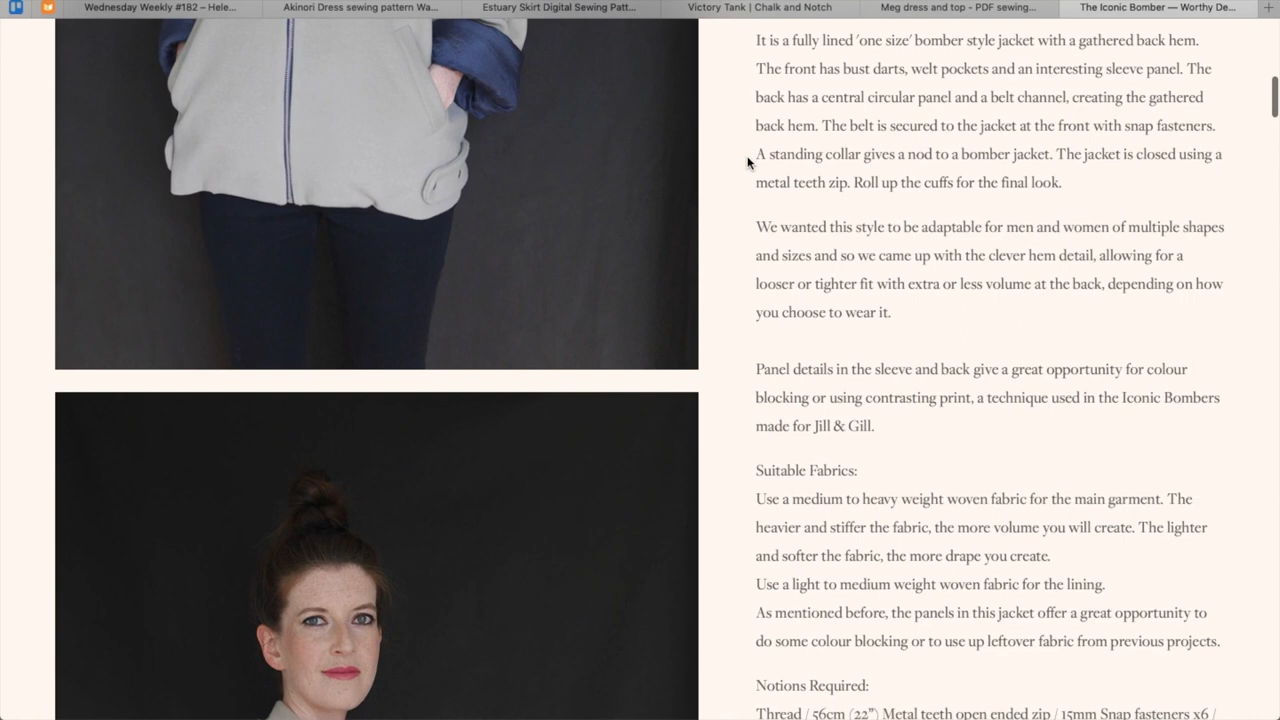 Wednesday Weekly #182 – Hele...
Akinori Dress sewing pattern Wa...
Estuary Skirt Digital Sewing Patt...
Victory Tank | Chalk and Notch
Meg dress and top - PDF sewing...
The Iconic Bomber — Worthy De...
It is a fully lined 'one size' bomber style jacket with a gathered back hem.
The front has bust darts, welt pockets and an interesting sleeve panel. The
back has a central circular panel and a belt channel, creating the gathered
back hem. The belt is secured to the jacket at the front with snap fasteners.
A standing collar gives a nod to a bomber jacket. The jacket is closed using a
metal teeth zip. Roll up the cuffs for the final look.
We wanted this style to be adaptable for men and women of multiple shapes
and sizes and so we came up with the clever hem detail, allowing for a
looser or tighter fit with extra or less volume at the back, depending on how
you choose to wear it.
Panel details in the sleeve and back give a great opportunity for colour
blocking or using contrasting print, a technique used in the Iconic Bombers
made for Jill & Gill.
Suitable Fabrics:
Use a medium to heavy weight woven fabric for the main garment. The
heavier and stiffer the fabric, the more volume you will create. The lighter
and softer the fabric, the more drape you create.
Use a light to medium weight woven fabric for the lining.
As mentioned before, the panels in this jacket offer a great opportunity to
do some colour blocking or to use up leftover fabric from previous projects.
Notions Required:
Thread / 56cm (22") Metal teeth open ended zip / 15mm Snap fasteners x6 /